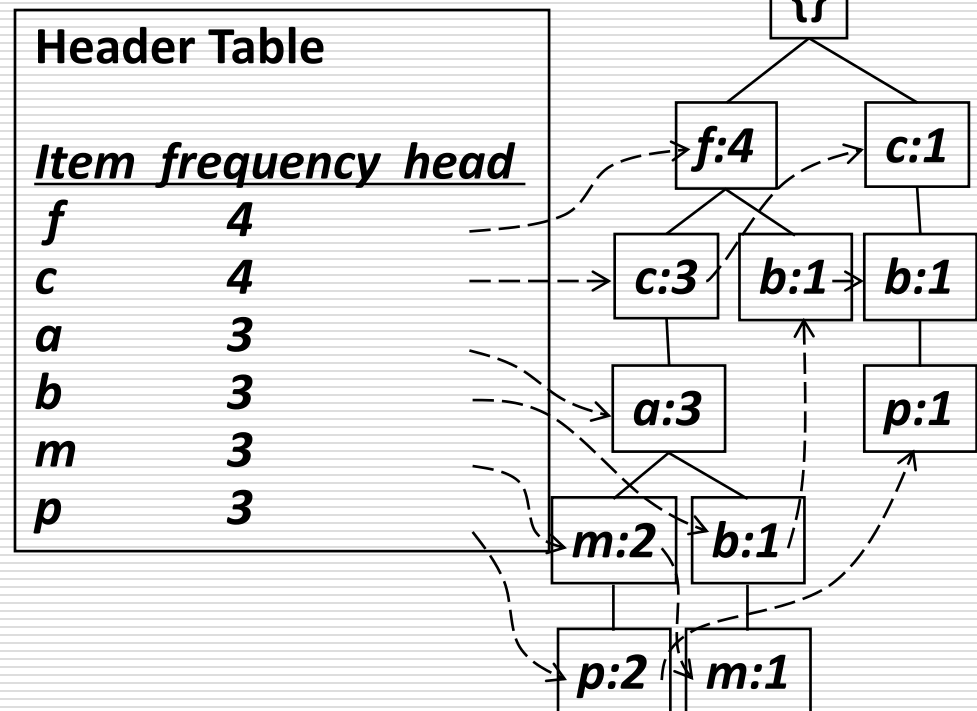 Header Table
Item frequency head
f 4
c 4
a 3
b 3
m 3
p 3
{}
f:4 c:1
c:3 b:1 b:1
a:3 p:1
m:2 b:1
p:2 m:1